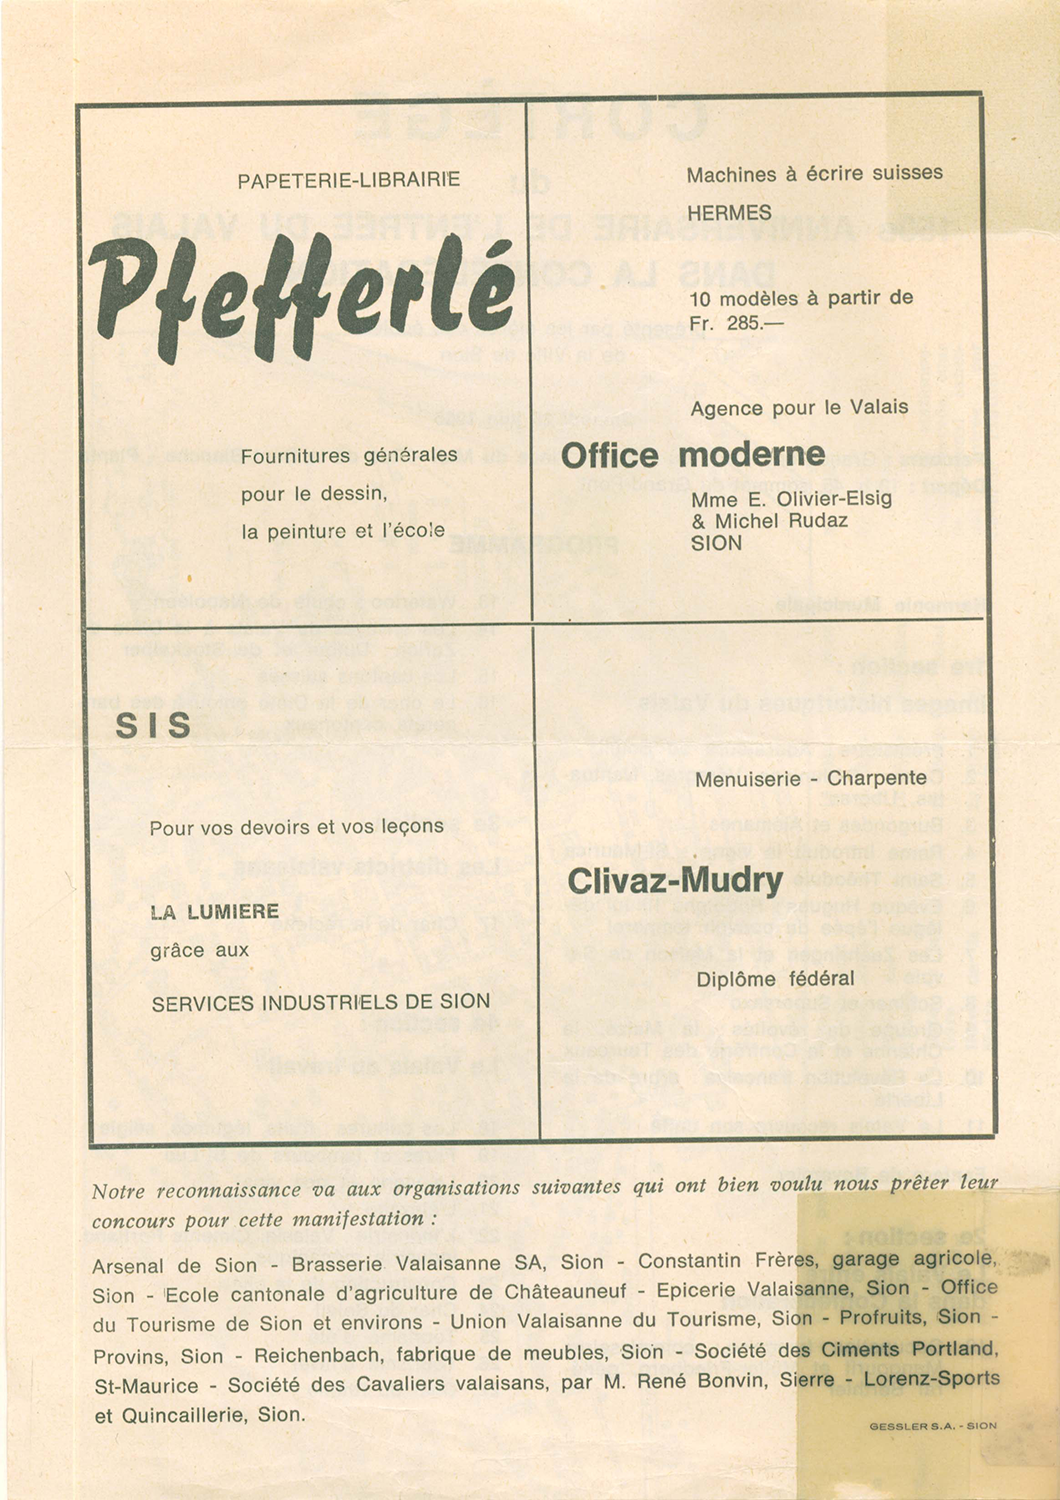 PAPETERIE-LIBRAIRIE
Pfefferlé
Fournitures générales
pour le dessin,
la peinture et l'école
Machines à écrire suisses
HERMES
10 modèles à partir de
Fr. 285.—
Agence pour le Valais
Office moderne
Mme E. Olivier-Elsig
& Michel Rudaz
SION
SIS
Pour vos devoirs et vos leçons
LA LUMIERE
grâce aux
SERVICES INDUSTRIELS DE SION
Menuiserie - Charpente
Clivaz-Mudry
Diplôme fédéral
Notre reconnaissance va aux organisations suivantes qui ont bien voulu nous prêter leur
concours pour cette manifestation :
Arsenal de Sion - Brasserie Valaisanne SA, Sion - Constantin Frères, garage agricole,
Sion - Ecole cantonale d'agriculture de Châteauneuf - Epicerie Valaisanne, Sion - Office
du Tourisme de Sion et environs - Union Valaisanne du Tourisme, Sion - Profruits, Sion -
Provins, Sion - Reichenbach, fabrique de meubles, Sion - Société des Ciments Portland,
St-Maurice - Société des Cavaliers valaisans, par M. René Bonvin, Sierre - Lorenz-Sports
et Quincaillerie, Sion.
GESSLER S.A. - SION